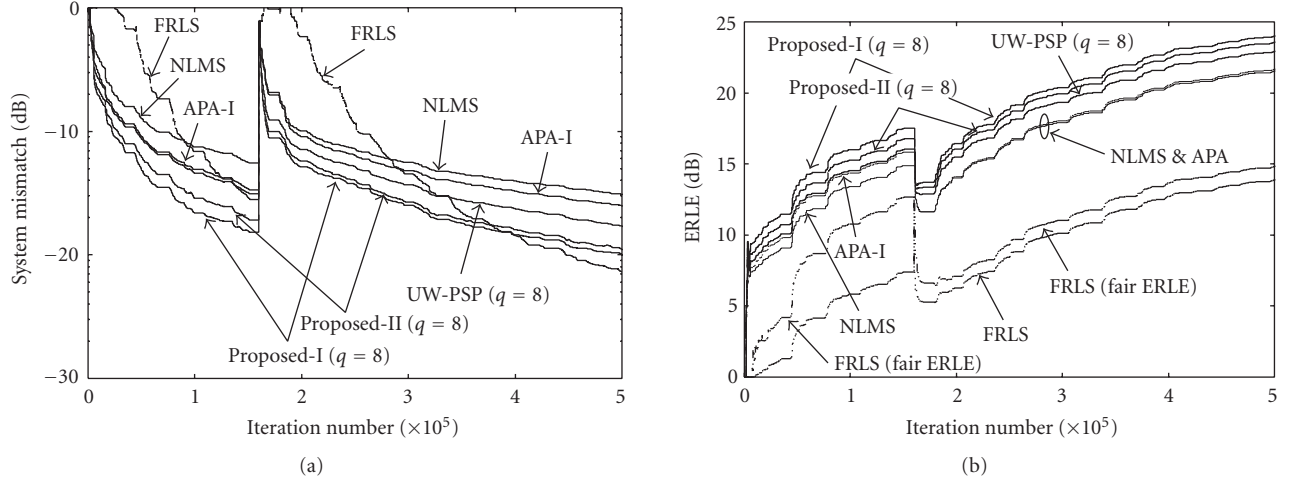 0
−10
−20
−30
System mismatch (dB)
FRLS
NLMS
APA-I
FRLS
NLMS
APA-I
UW-PSP (q = 8)
Proposed-II (q = 8)
Proposed-I (q = 8)
0 1 2 3 4 5
Iteration number (×10⁵)
(a)
25
20
15
10
5
0
ERLE (dB)
Proposed-I (q = 8)
UW-PSP (q = 8)
Proposed-II (q = 8)
NLMS & APA
APA-I
NLMS
FRLS (fair ERLE)
FRLS
FRLS (fair ERLE)
0 1 2 3 4 5
Iteration number (×10⁵)
(b)